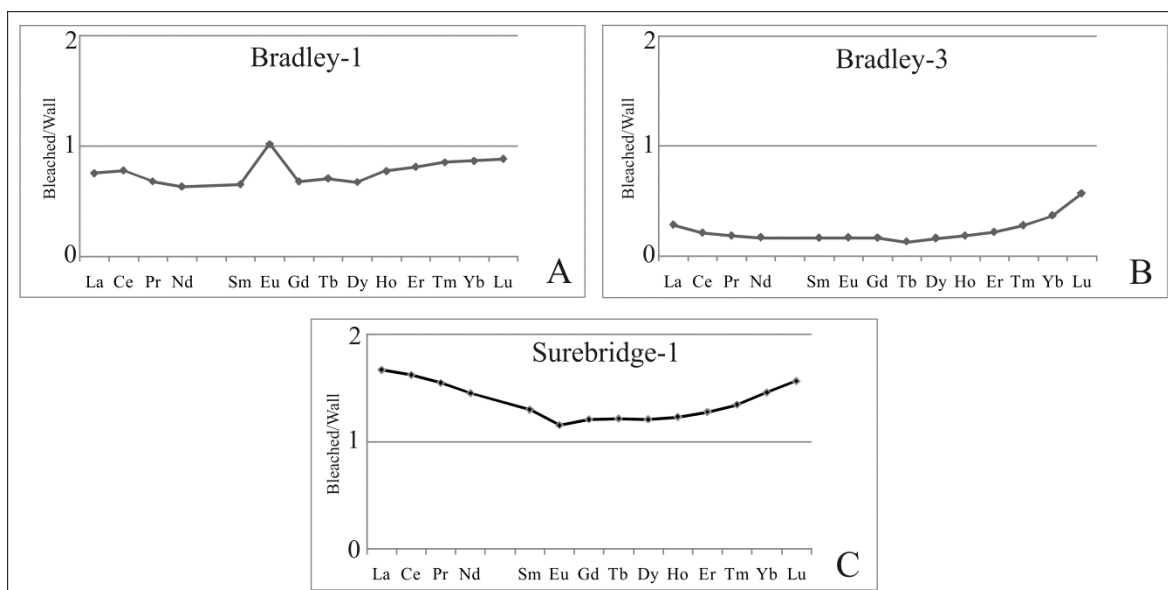 2
Bradley-1
Bleached/Wall
1
0
La Ce Pr Nd Sm Eu Gd Tb Dy Ho Er Tm Yb Lu
A
2
Bradley-3
Bleached/Wall
1
0
La Ce Pr Nd Sm Eu Gd Tb Dy Ho Er Tm Yb Lu
B
2
Surebridge-1
Bleached/Wall
1
0
La Ce Pr Nd Sm Eu Gd Tb Dy Ho Er Tm Yb Lu
C